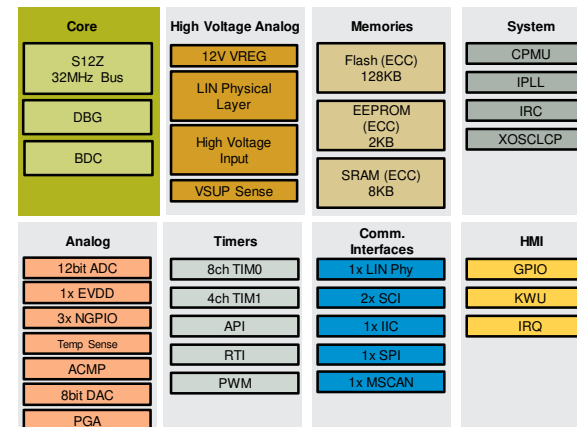 Core
S12Z
32MHz Bus
DBG
BDC
High Voltage Analog
12V VREG
LIN Physical
Layer
High Voltage
Input
VSUP Sense
Memories
Flash (ECC)
128KB
EEPROM
(ECC)
2KB
SRAM (ECC)
8KB
System
CPMU
IPLL
IRC
XOSCLCP
Analog
12bit ADC
1x EVDD
3x NGPIO
Temp Sense
ACMP
8bit DAC
PGA
Timers
8ch TIM0
4ch TIM1
API
RTI
PWM
Comm.
Interfaces
1x LIN Phy
2x SCI
1x IIC
1x SPI
1x MSCAN
HMI
GPIO
KWU
IRQ